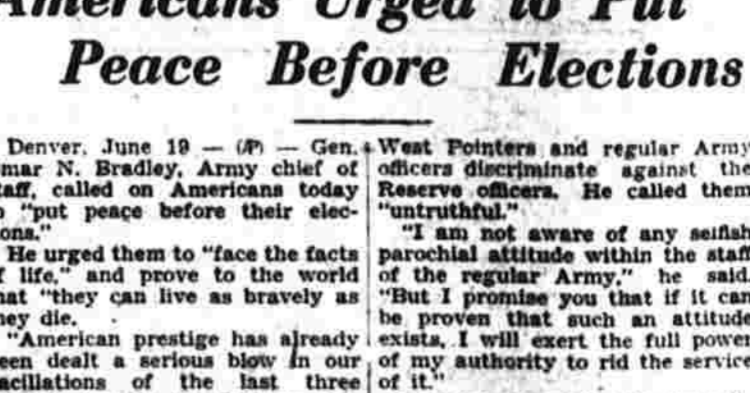 Americans Urged to Put
Peace Before Elections
Denver, June 19 — (AP) — Gen.
mar N. Bradley, Army chief of
taff, called on Americans today
o "put peace before their elec-
ons."
He urged them to "face the facts
f life," and prove to the world
hat "they can live as bravely as
hey die.
"American prestige has already
een dealt a serious blow in our
acillations of the last three
West Pointers and regular Army
officers discriminate against the
Reserve officers. He called them
"untruthful."
"I am not aware of any selfish
parochial attitude within the staff
of the regular Army," he said.
"But I promise you that if it can
be proven that such an attitude
exists, I will exert the full power
of my authority to rid the service
of it."